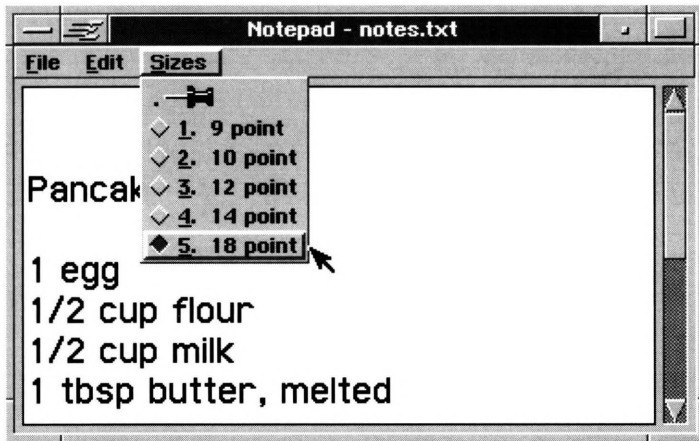 Notepad - notes.txt
File Edit Sizes
1. 9 point
2. 10 point
3. 12 point
4. 14 point
5. 18 point
Pancak
1 egg
1/2 cup flour
1/2 cup milk
1 tbsp butter, melted